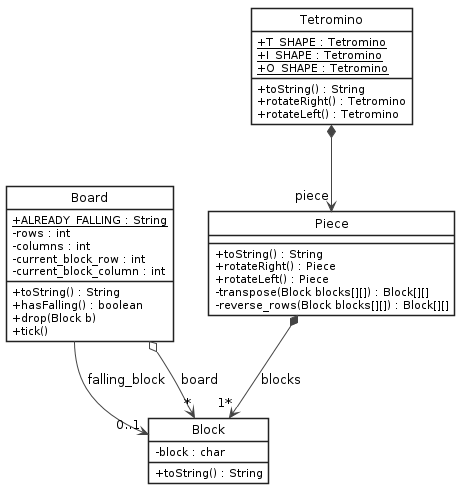 Tetromino
+T_SHAPE : Tetromino
+I_SHAPE : Tetromino
+O_SHAPE : Tetromino
+toString() : String
+rotateRight() : Tetromino
+rotateLeft() : Tetromino
piece
Board
+ALREADY_FALLING : String
-rows : int
-columns : int
-current_block_row : int
-current_block_column : int
+toString() : String
+hasFalling() : boolean
+drop(Block b)
+tick()
Piece
+toString() : String
+rotateRight() : Piece
+rotateLeft() : Piece
-transpose(Block blocks[][]) : Block[][]
-reverse_rows(Block blocks[][]) : Block[][]
falling_block
board
blocks
0..1
*
1*
Block
-block : char
+toString() : String